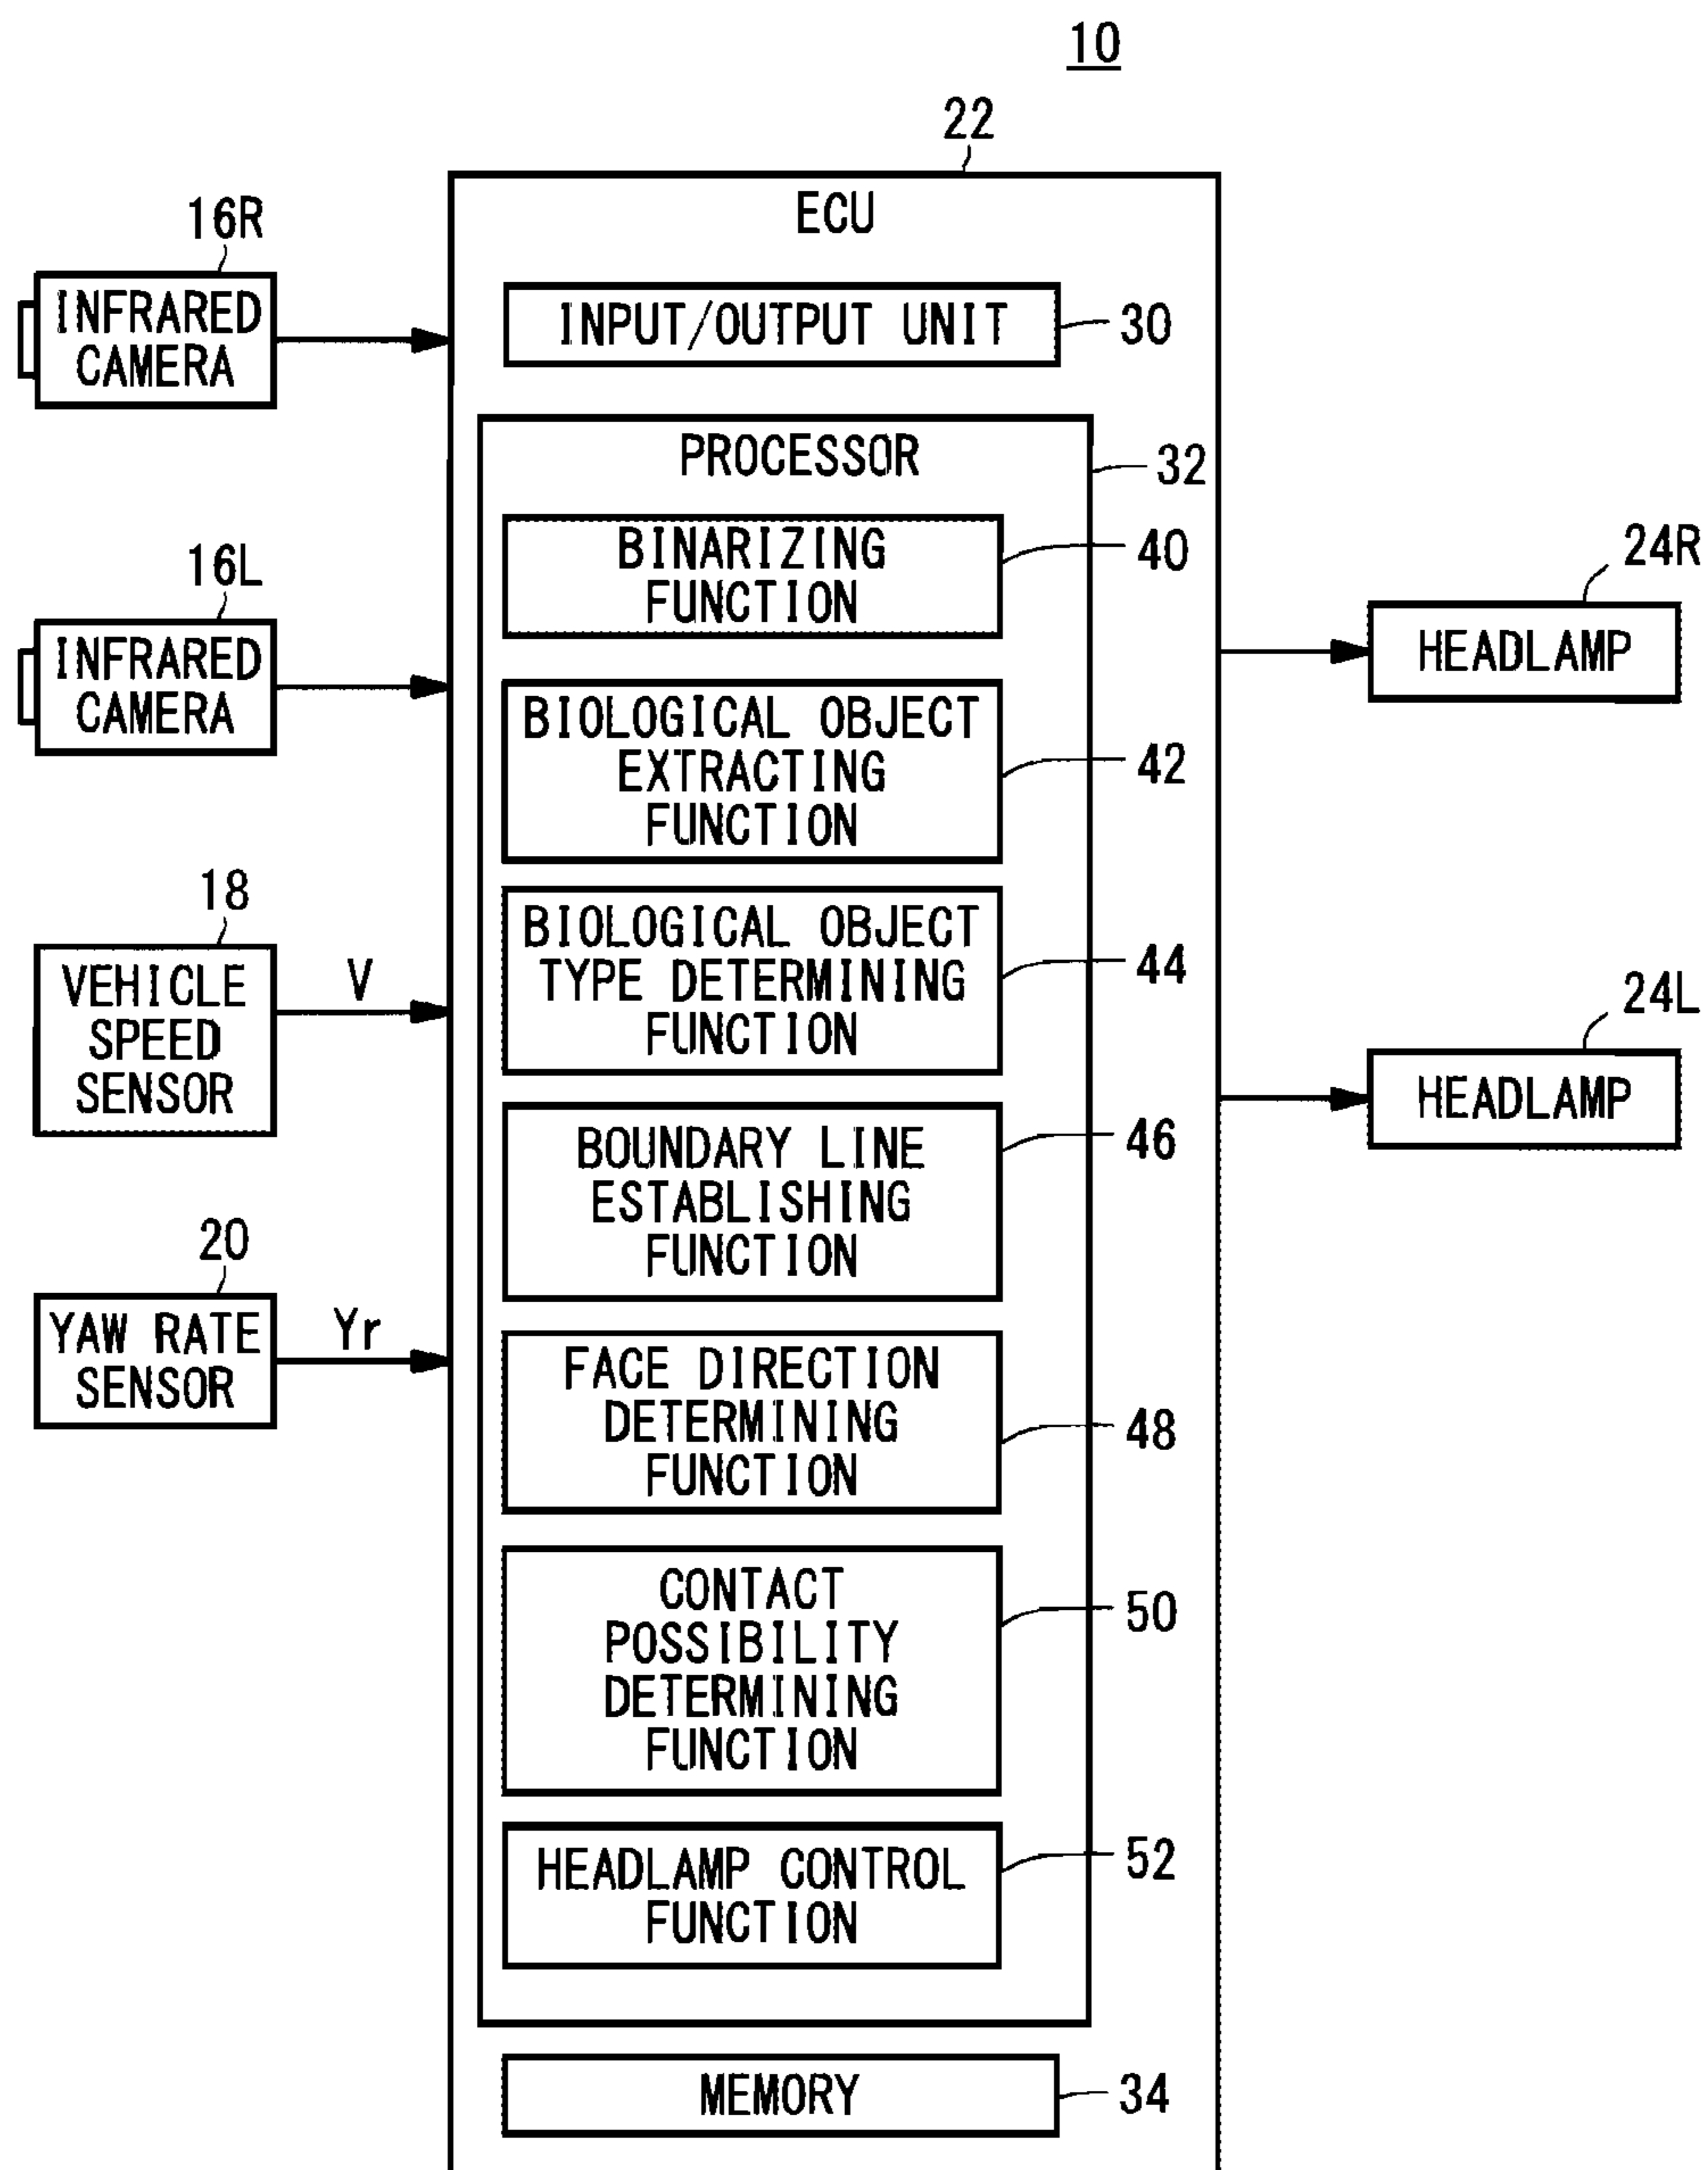 10
22
ECU
16R
INFRARED
CAMERA
INPUT/OUTPUT UNIT
30
PROCESSOR
32
BINARIZING
FUNCTION
40
16L
INFRARED
CAMERA
24R
HEADLAMP
BIOLOGICAL OBJECT
EXTRACTING
FUNCTION
42
18
VEHICLE
SPEED
SENSOR
V
BIOLOGICAL OBJECT
TYPE DETERMINING
FUNCTION
44
24L
HEADLAMP
BOUNDARY LINE
ESTABLISHING
FUNCTION
46
20
YAW RATE
SENSOR
Yr
FACE DIRECTION
DETERMINING
FUNCTION
48
CONTACT
POSSIBILITY
DETERMINING
FUNCTION
50
HEADLAMP CONTROL
FUNCTION
52
MEMORY
34